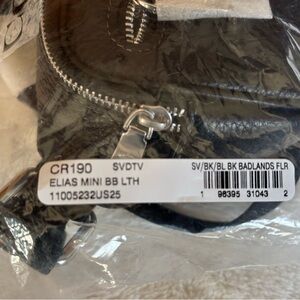 CR190 SVDTV SV/BK/BL BK BADLANDS FLR
ELIAS MINI BB LTH
11005232US25
1 96395 31043 2